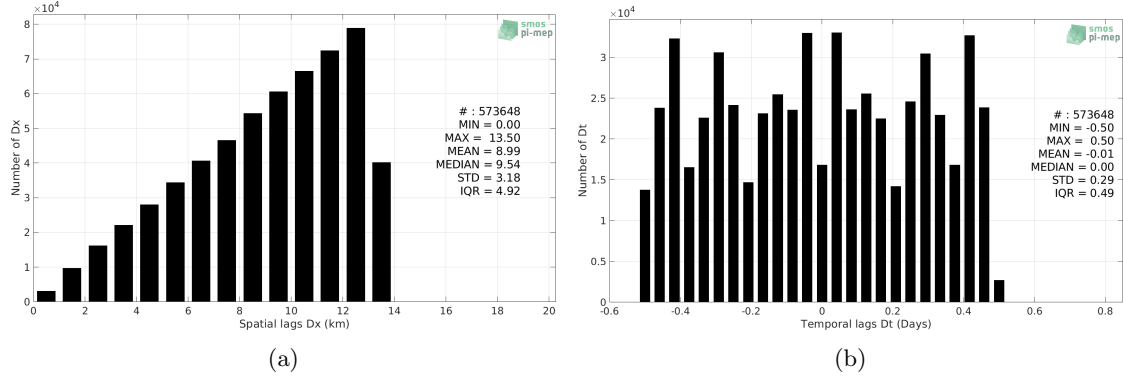 ×10⁴
8
7
6
5
4
3
2
1
0
Number of Dx
smos
pi-mep
# : 573648
MIN = 0.00
MAX = 13.50
MEAN = 8.99
MEDIAN = 9.54
STD = 3.18
IQR = 4.92
0 2 4 6 8 10 12 14 16 18 20
Spatial lags Dx (km)
(a)
×10⁴
3
2.5
2
1.5
1
0.5
0
Number of Dt
smos
pi-mep
# : 573648
MIN = -0.50
MAX = 0.50
MEAN = -0.01
MEDIAN = 0.00
STD = 0.29
IQR = 0.49
-0.6 -0.4 -0.2 0 0.2 0.4 0.6 0.8
Temporal lags Dt (Days)
(b)